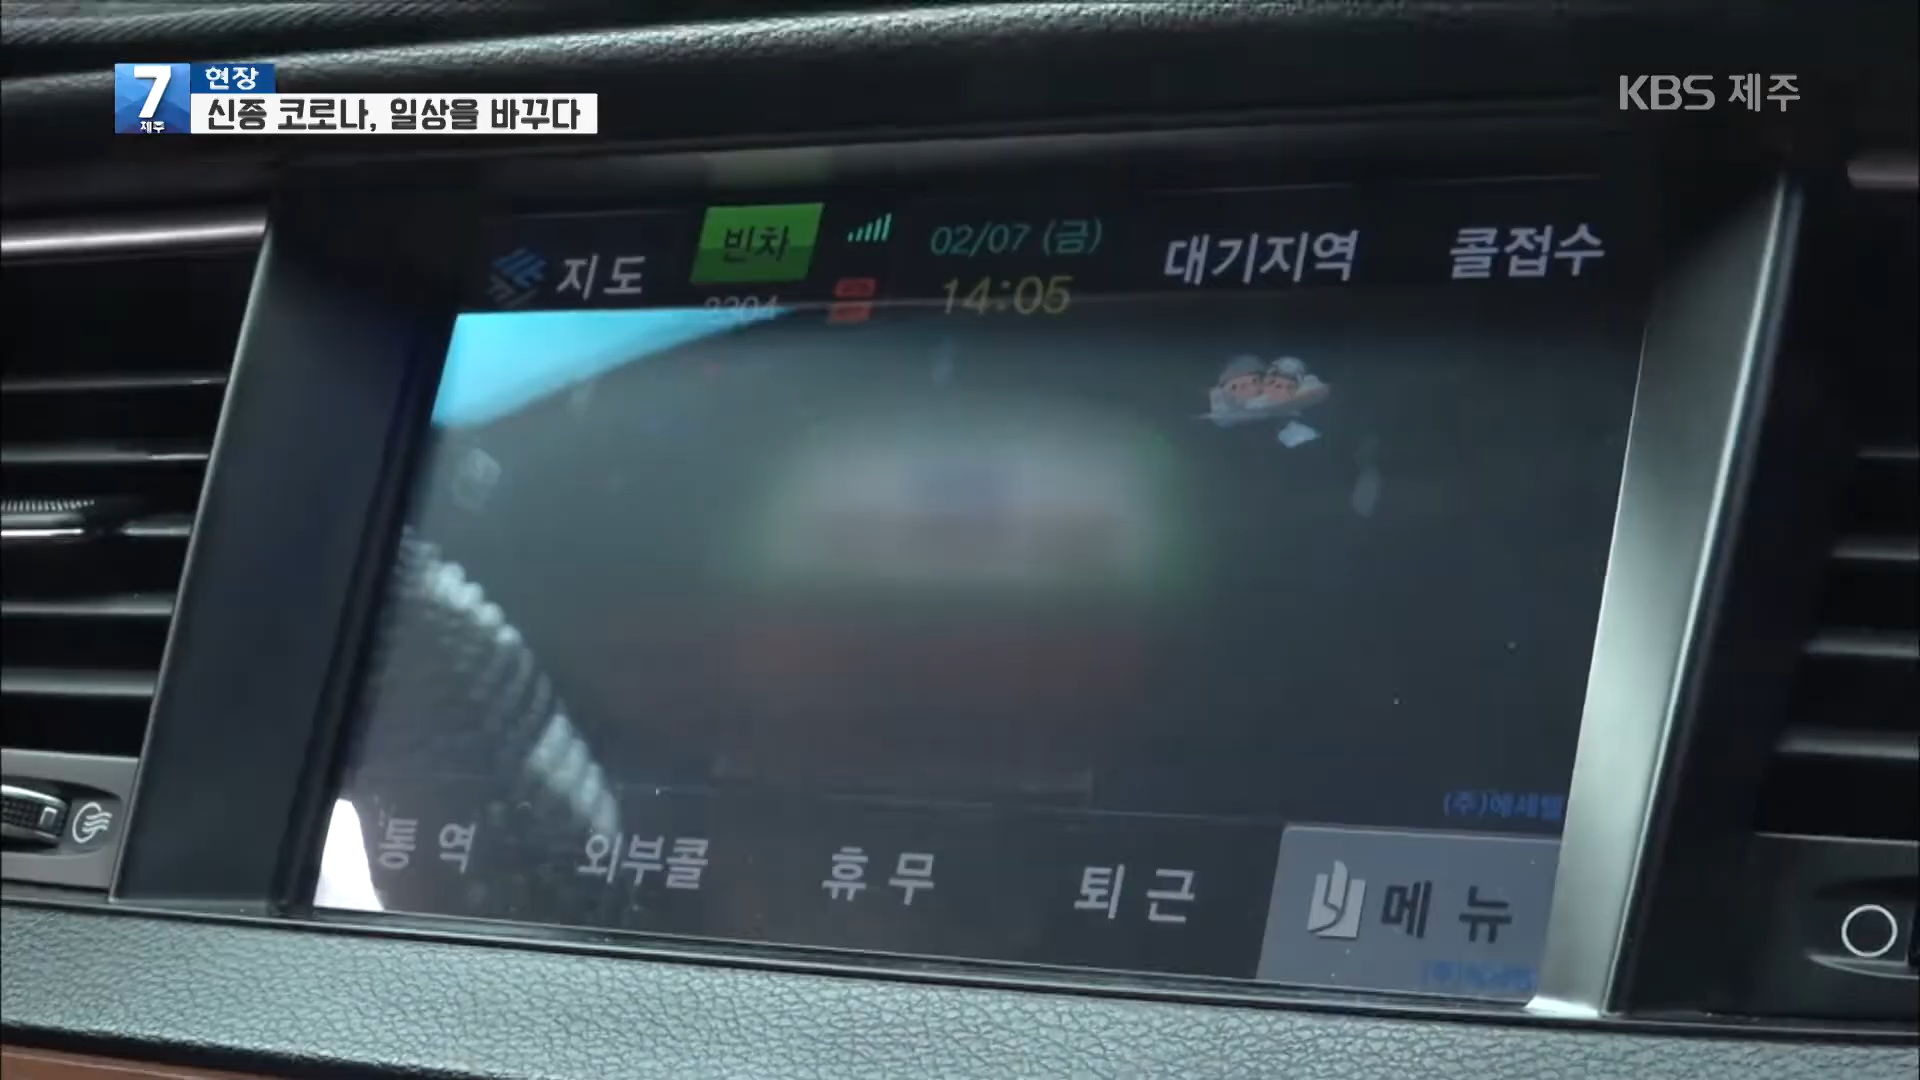 7 현장
제주
신종 코로나, 일상을 바꾸다
KBS 제주
지도
빈차
02/07 (금)
14:05
대기지역
콜접수
통 역
외부콜
휴 무
퇴 근
메 뉴